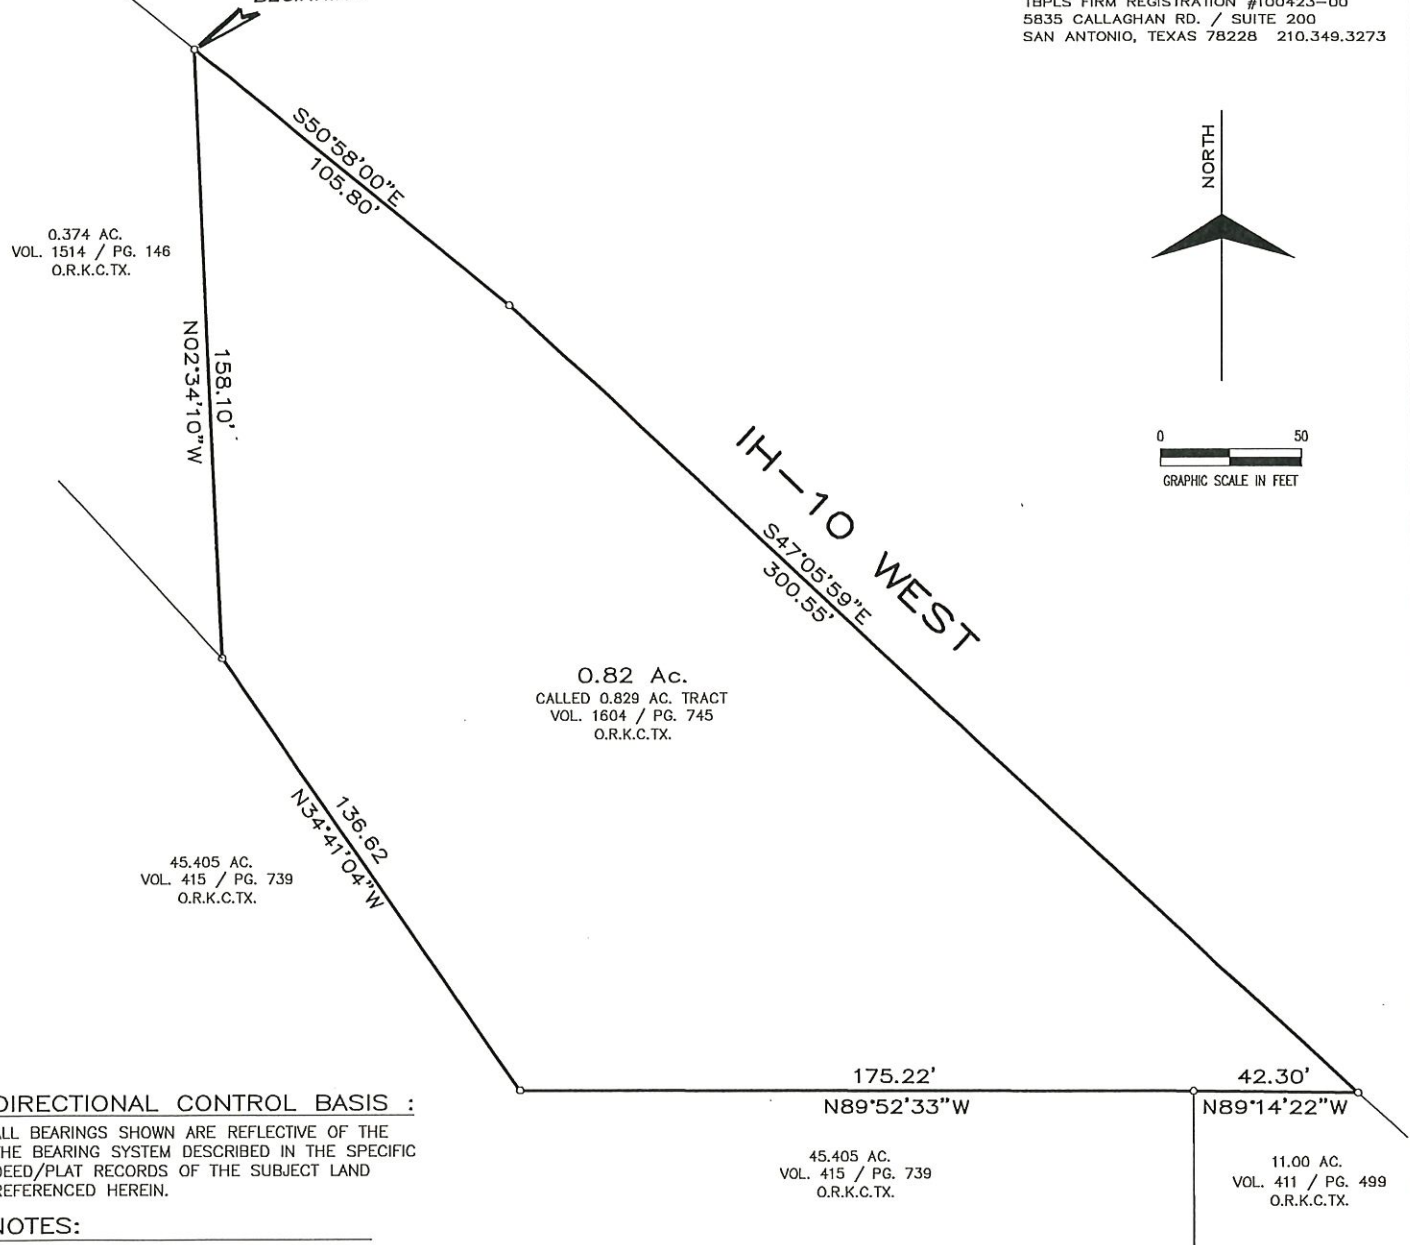 5835 CALLAGHAN RD. / SUITE 200
SAN ANTONIO, TEXAS 78228 210.349.3273
NORTH
S50°58'00"E
105.80'
0.374 AC.
VOL. 1514 / PG. 146
O.R.K.C.TX.
158.10'
N02°34'10"W
0 50
GRAPHIC SCALE IN FEET
IH-10 WEST
S47°05'59"E
300.55'
0.82 Ac.
CALLED 0.829 AC. TRACT
VOL. 1604 / PG. 745
O.R.K.C.TX.
136.62
N34°41'04"W
45.405 AC.
VOL. 415 / PG. 739
O.R.K.C.TX.
175.22'
N89°52'33"W
42.30'
N89°14'22"W
45.405 AC.
VOL. 415 / PG. 739
O.R.K.C.TX.
11.00 AC.
VOL. 411 / PG. 499
O.R.K.C.TX.
DIRECTIONAL CONTROL BASIS :
ALL BEARINGS SHOWN ARE REFLECTIVE OF THE
THE BEARING SYSTEM DESCRIBED IN THE SPECIFIC
DEED/PLAT RECORDS OF THE SUBJECT LAND
REFERENCED HEREIN.
NOTES: